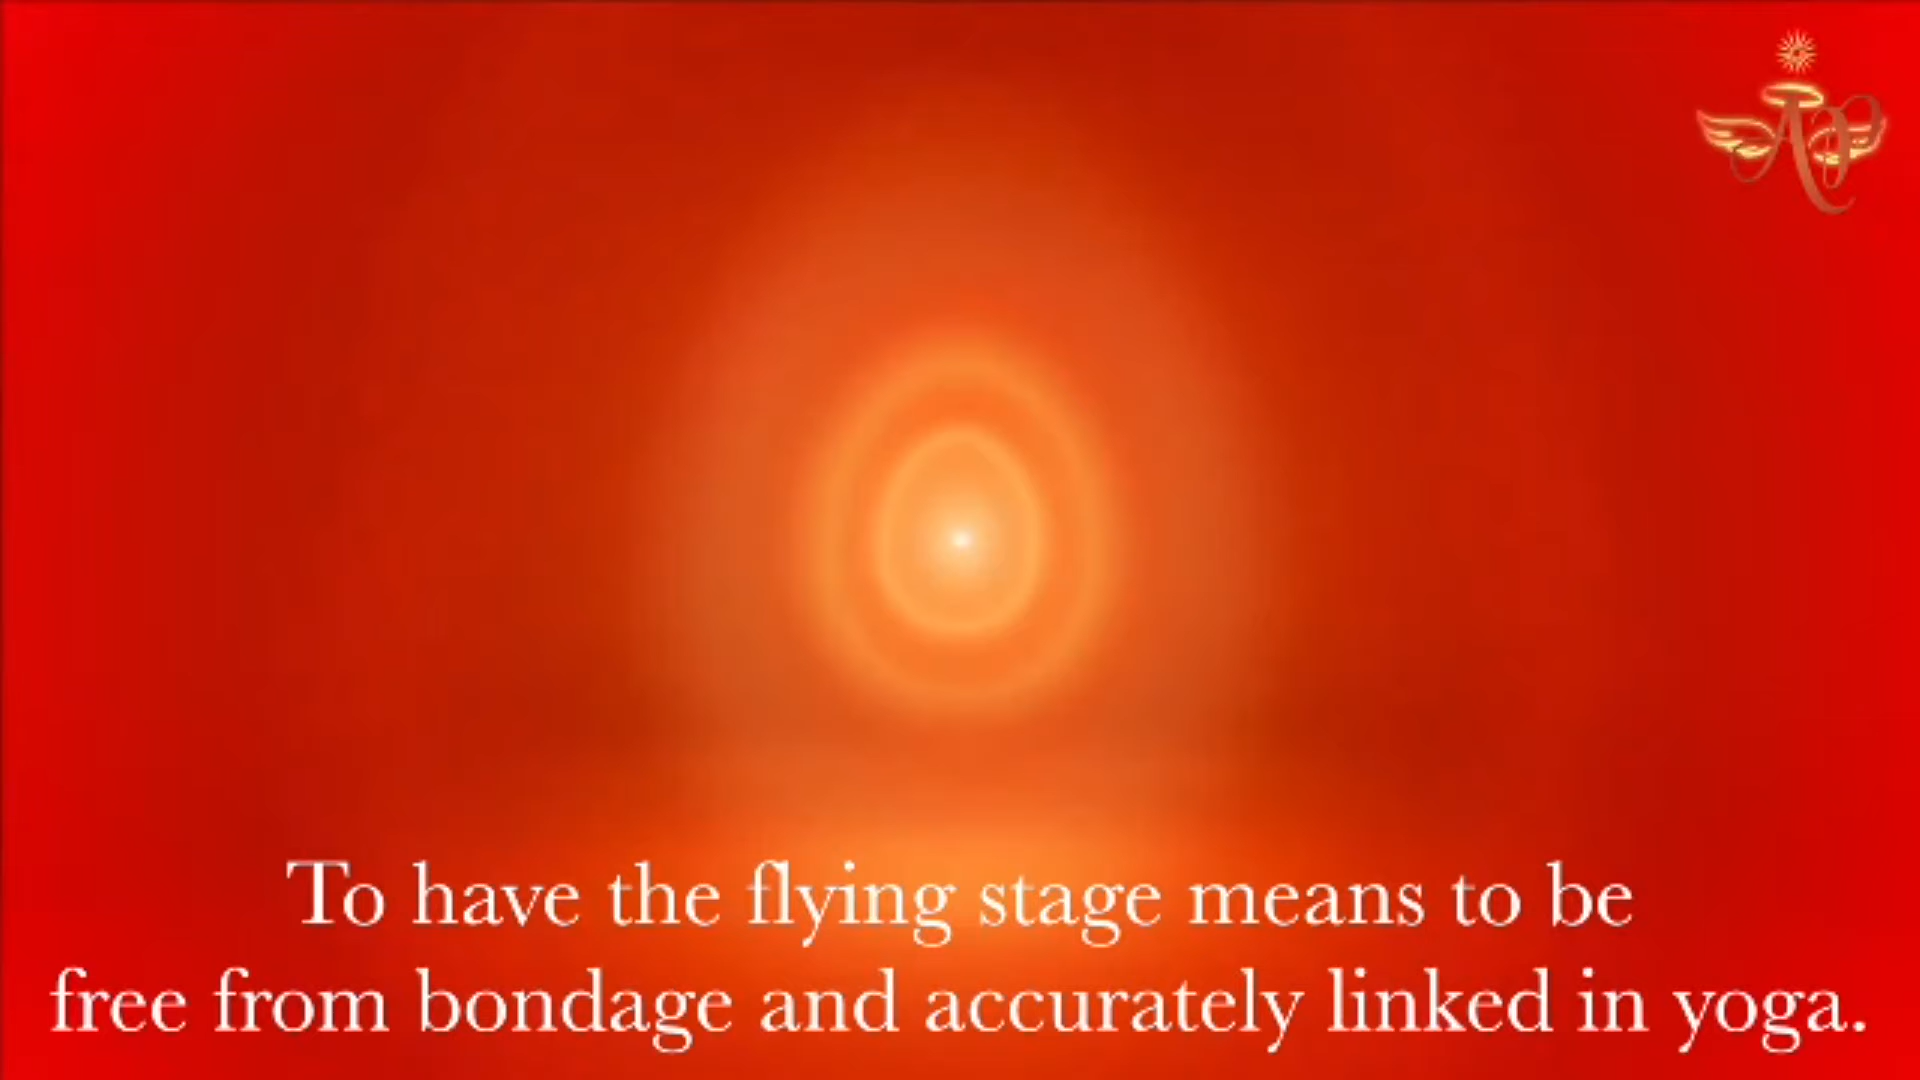 To have the flying stage means to be
free from bondage and accurately linked in yoga.